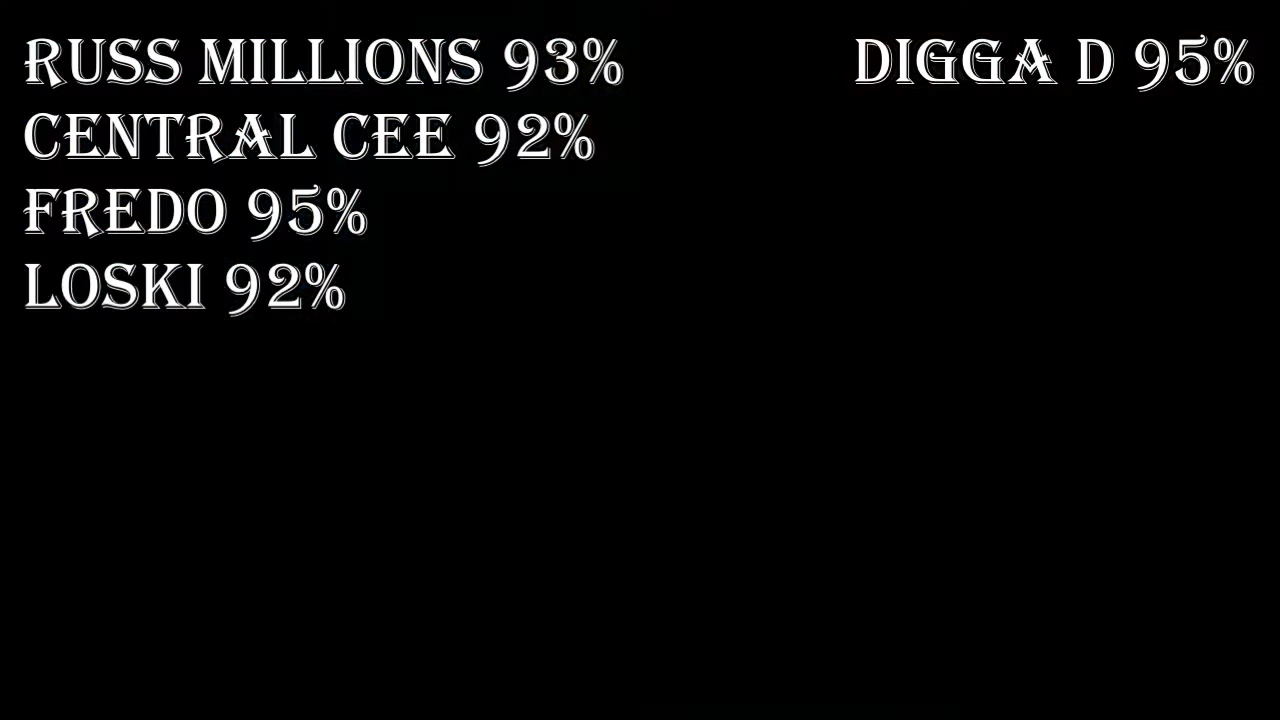 RUSS MILLIONS 93%
DIGGA D 95%
CENTRAL CEE 92%
FREDO 95%
LOSKI 92%